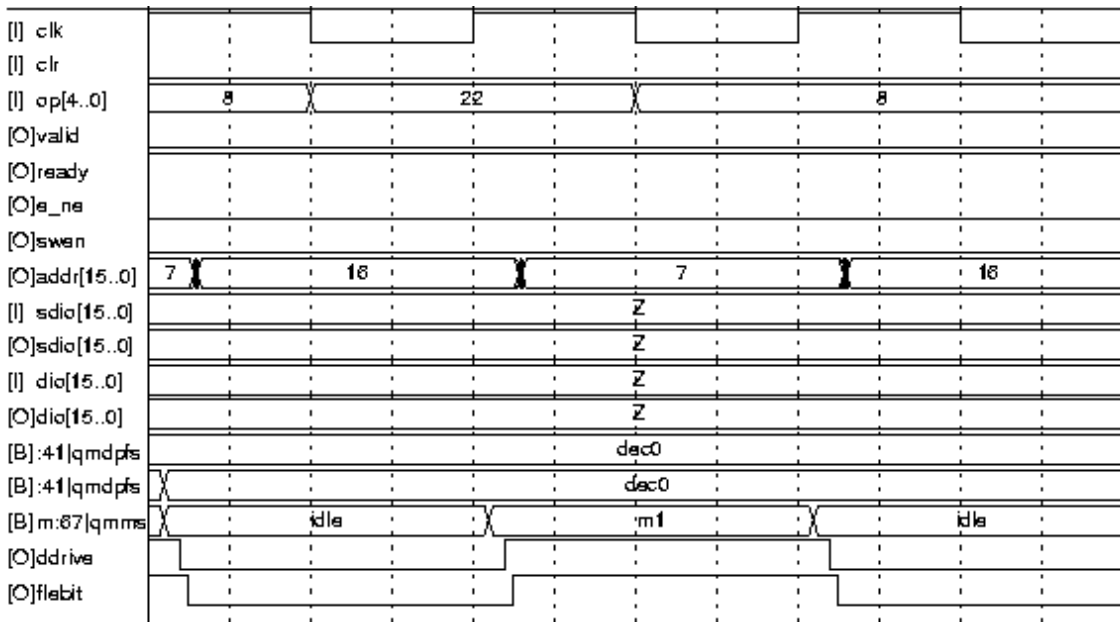 [I] clk
[I] clr
[I] op[4..0] 8 22 8
[O]valid
[O]ready
[O]e_ne
[O]swen
[O]addr[15..0] 7 16 7 16
[I] sdio[15..0] Z
[O]sdio[15..0] Z
[I] dio[15..0] Z
[O]dio[15..0] Z
[B]:41|qmdpfs dec0
[B]:41|qmdpfs dec0
[B]m:67|qmms idle m1 idle
[O]ddrive
[O]flebit